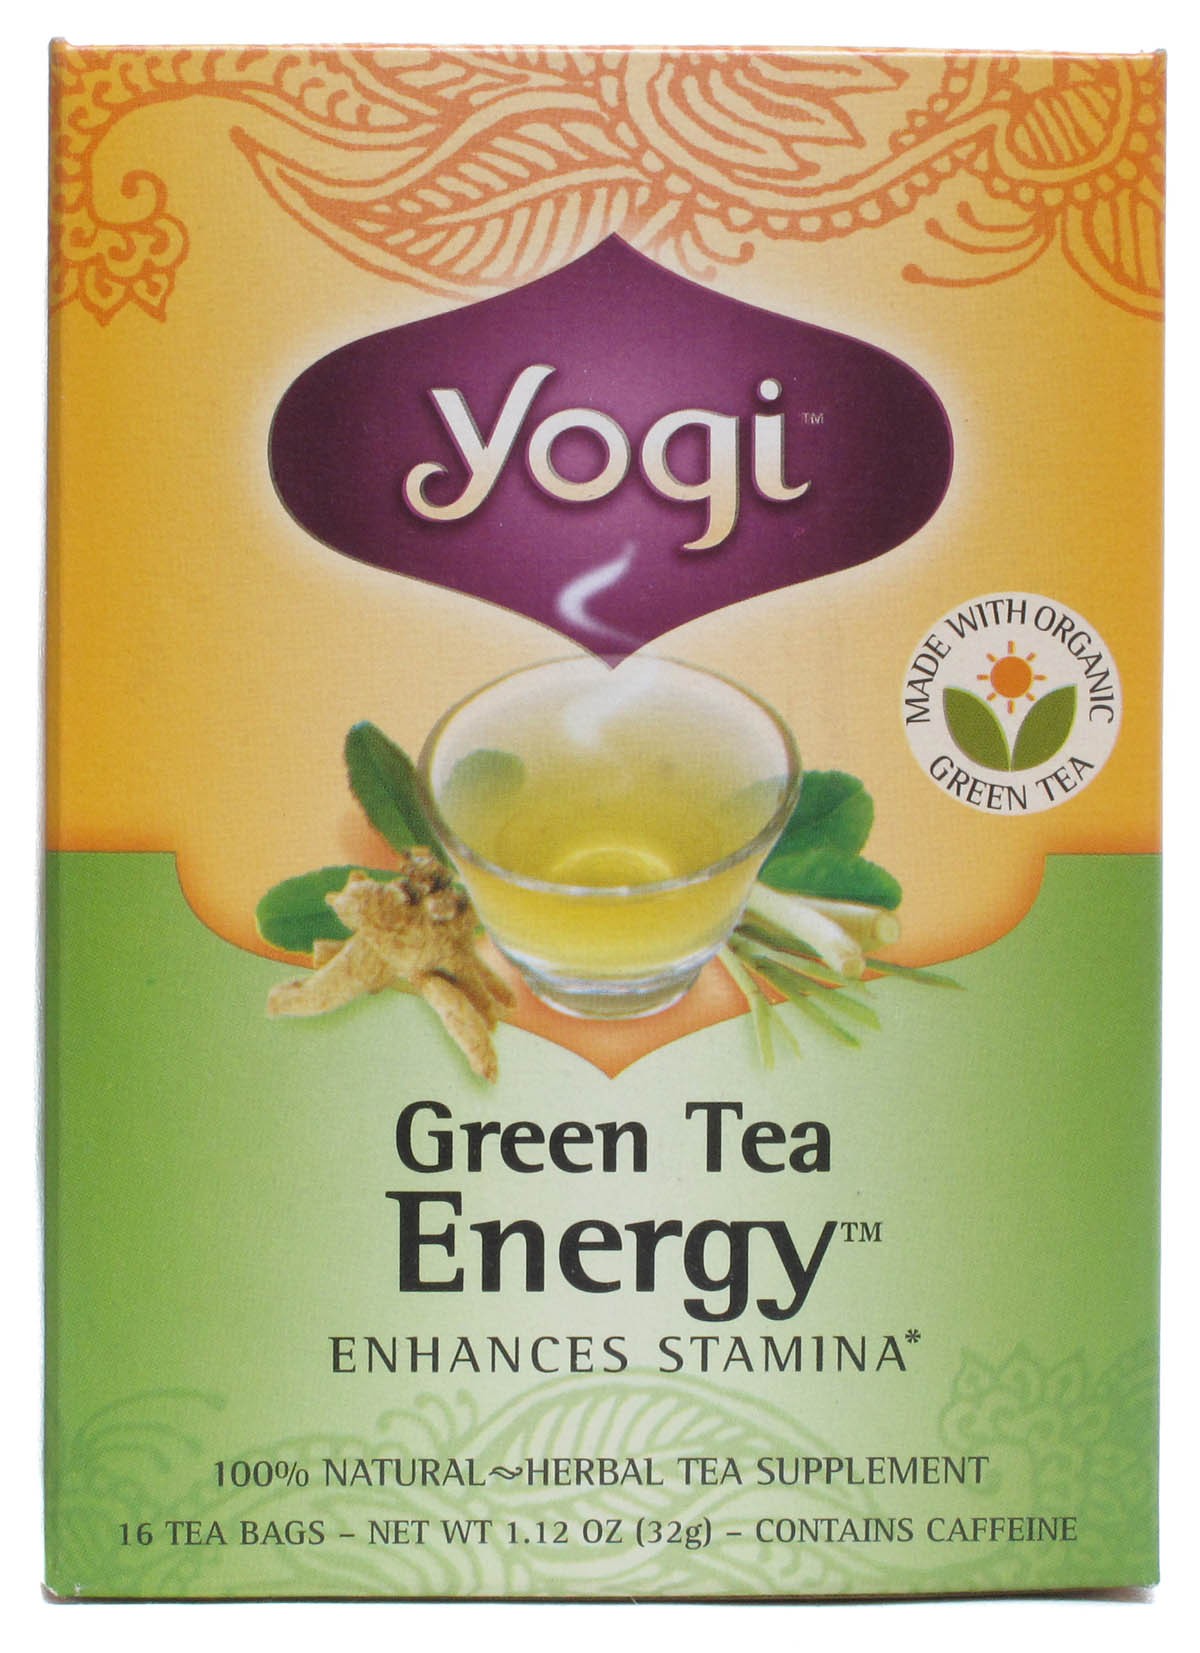 yogi™
MADE WITH ORGANIC
GREEN TEA
Green Tea
Energy™
ENHANCES STAMINA*
100% NATURAL~HERBAL TEA SUPPLEMENT
16 TEA BAGS – NET WT 1.12 OZ (32g) – CONTAINS CAFFEINE